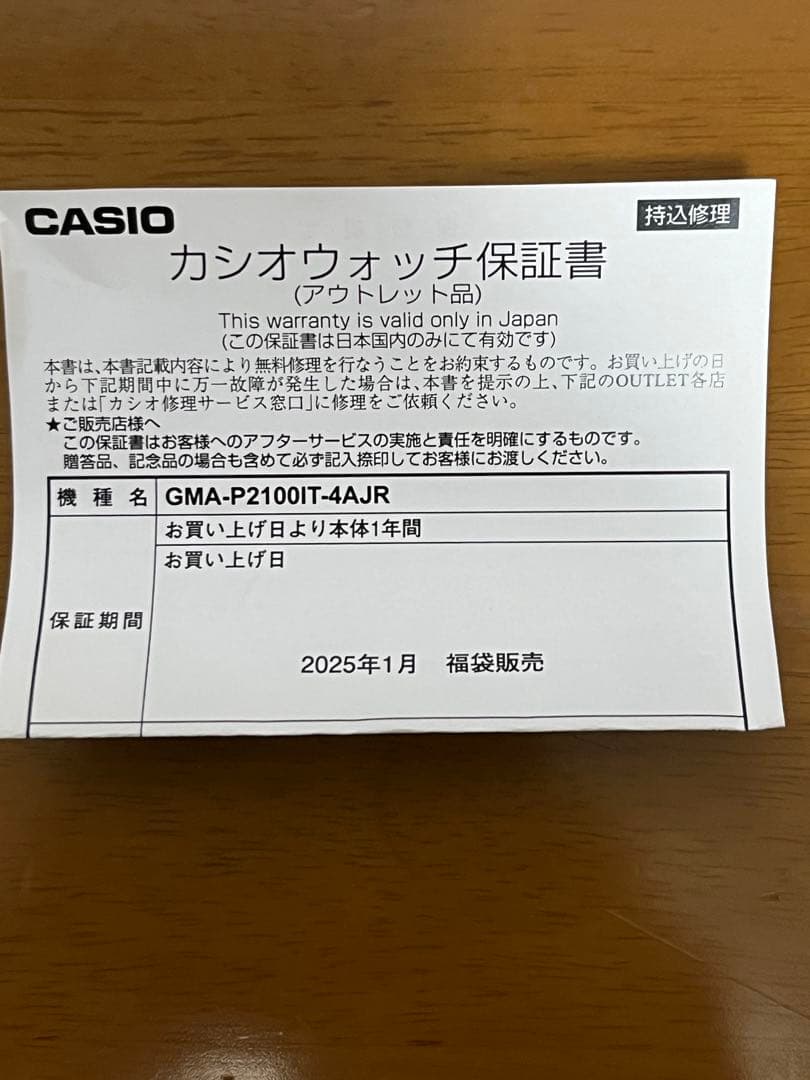 CASIO
持込修理
カシオウォッチ保証書
(アウトレット品)
This warranty is valid only in Japan
(この保証書は日本国内のみにて有効です)
本書は、本書記載内容により無料修理を行なうことをお約束するものです。お買い上げの日
から下記期間中に万一故障が発生した場合は、本書を提示の上、下記のOUTLET各店
または「カシオ修理サービス窓口」に修理をご依頼ください。
★ご販売店様へ
この保証書はお客様へのアフターサービスの実施と責任を明確にするものです。
贈答品、記念品の場合も含めて必ず記入捺印してお客様にお渡しください。
機種名 GMA-P2100IT-4AJR
お買い上げ日より本体1年間
お買い上げ日
保証期間
2025年1月 福袋販売